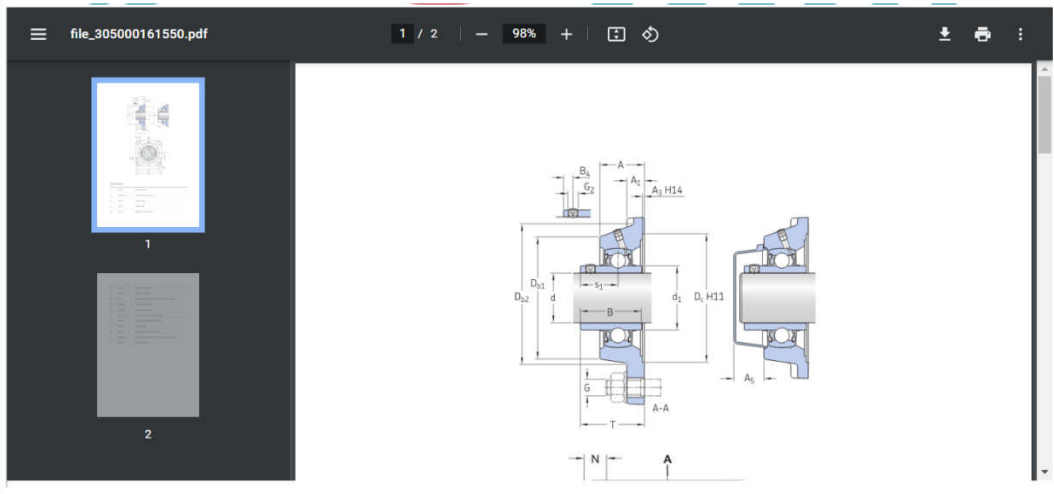 file_305000161550.pdf
1 / 2
98%
1
2
A
B4
A1
G2
A3 H14
Db2
Db1
d
s1
B
d1
Dc H11
A5
G
A-A
T
N
A